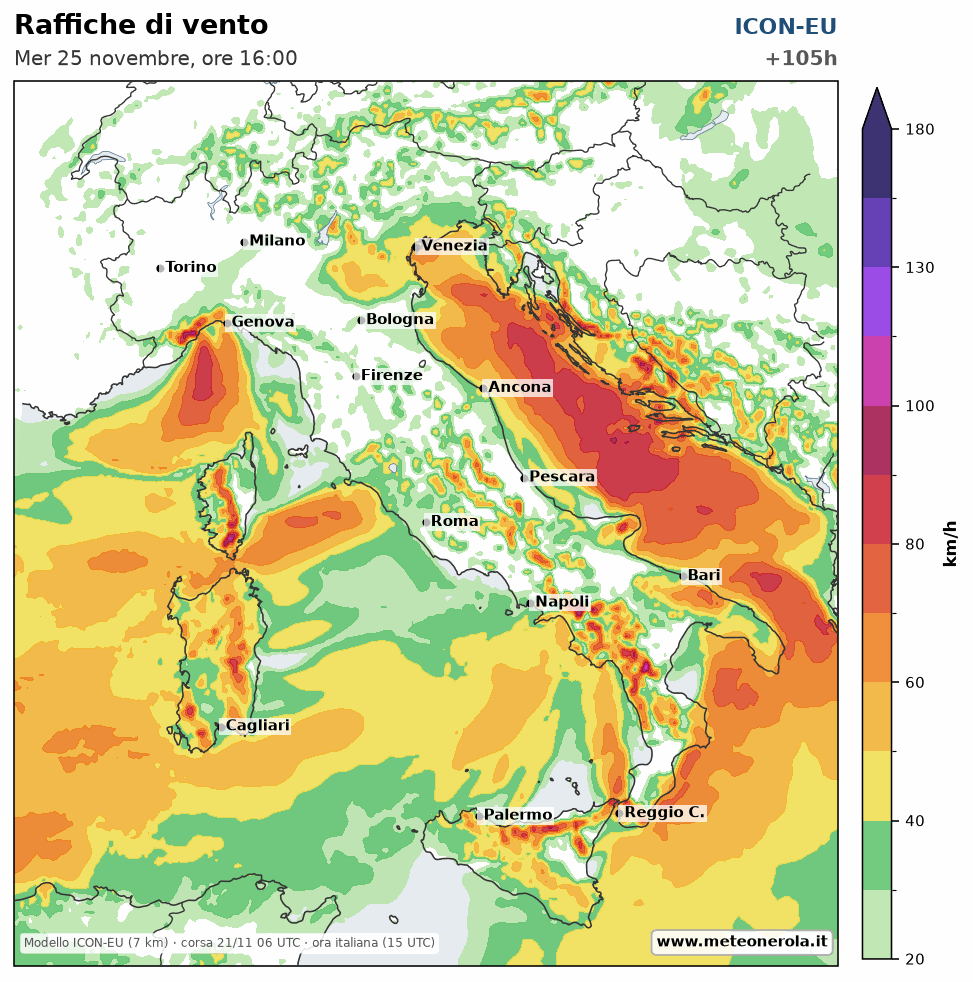 Raffiche di vento
ICON-EU
Mer 25 novembre, ore 16:00
+105h
180
130
100
80
60
40
20
km/h
Milano
Venezia
Torino
Genova
Bologna
Firenze
Ancona
Pescara
Roma
Bari
Napoli
Cagliari
Palermo
Reggio C.
Modello ICON-EU (7 km) · corsa 21/11 06 UTC · ora italiana (15 UTC)
www.meteonerola.it